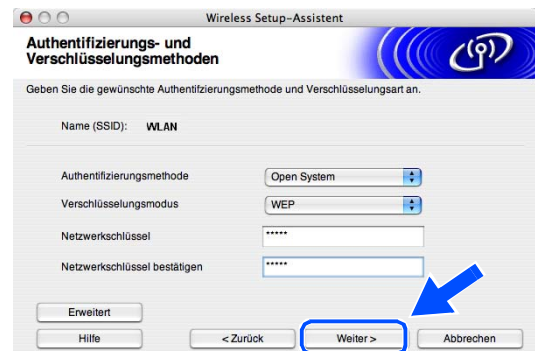 Wireless Setup-Assistent
Authentifizierungs- und
Verschlüsselungsmethoden
Geben Sie die gewünschte Authentifzierungsmethode und Verschlüsselungsart an.
Name (SSID): WLAN
Authentifizierungsmethode Open System
Verschlüsselungsmodus WEP
Netzwerkschlüssel *****
Netzwerkschlüssel bestätigen *****
Erweitert
Hilfe < Zurück Weiter > Abbrechen